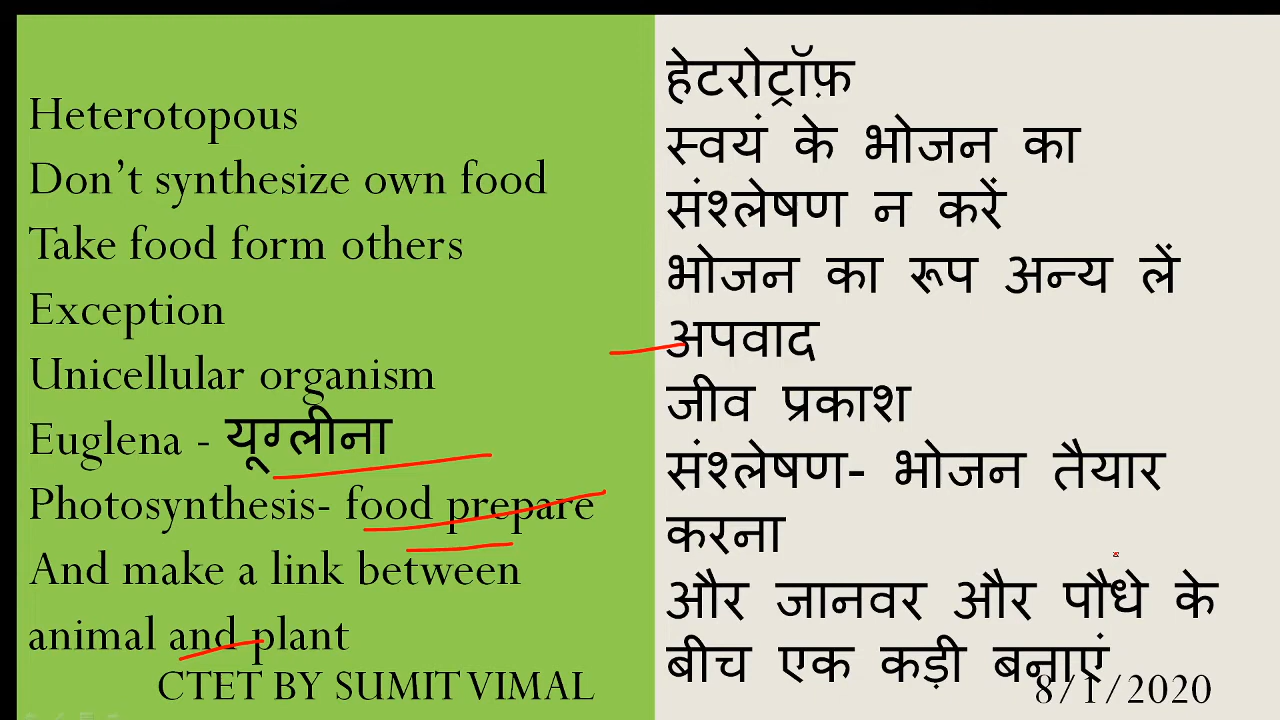 Heterotopous
Don't synthesize own food
Take food form others
Exception
Unicellular organism
Euglena - यूग्लीना
Photosynthesis- food prepare
And make a link between
animal and plant
CTET BY SUMIT VIMAL
हेटरोट्रॉफ़
स्वयं के भोजन का
संश्लेषण न करें
भोजन का रूप अन्य लें
अपवाद
जीव प्रकाश
संश्लेषण- भोजन तैयार
करना
और जानवर और पौधे के
बीच एक कड़ी बनाएं
8/1/2020